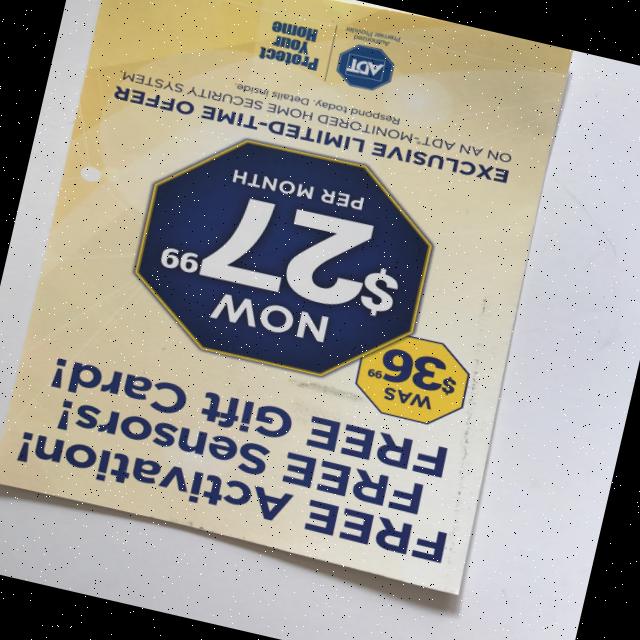 FREE Activation!
FREE Sensors!
FREE Gift Card!
WAS
$36.99
NOW
$27.99
PER MONTH
EXCLUSIVE LIMITED-TIME OFFER
ON AN ADT®-MONITORED HOME SECURITY SYSTEM
Respond today. Details inside.
ADT
Authorized
Premier Provider
Protect
Your
Home